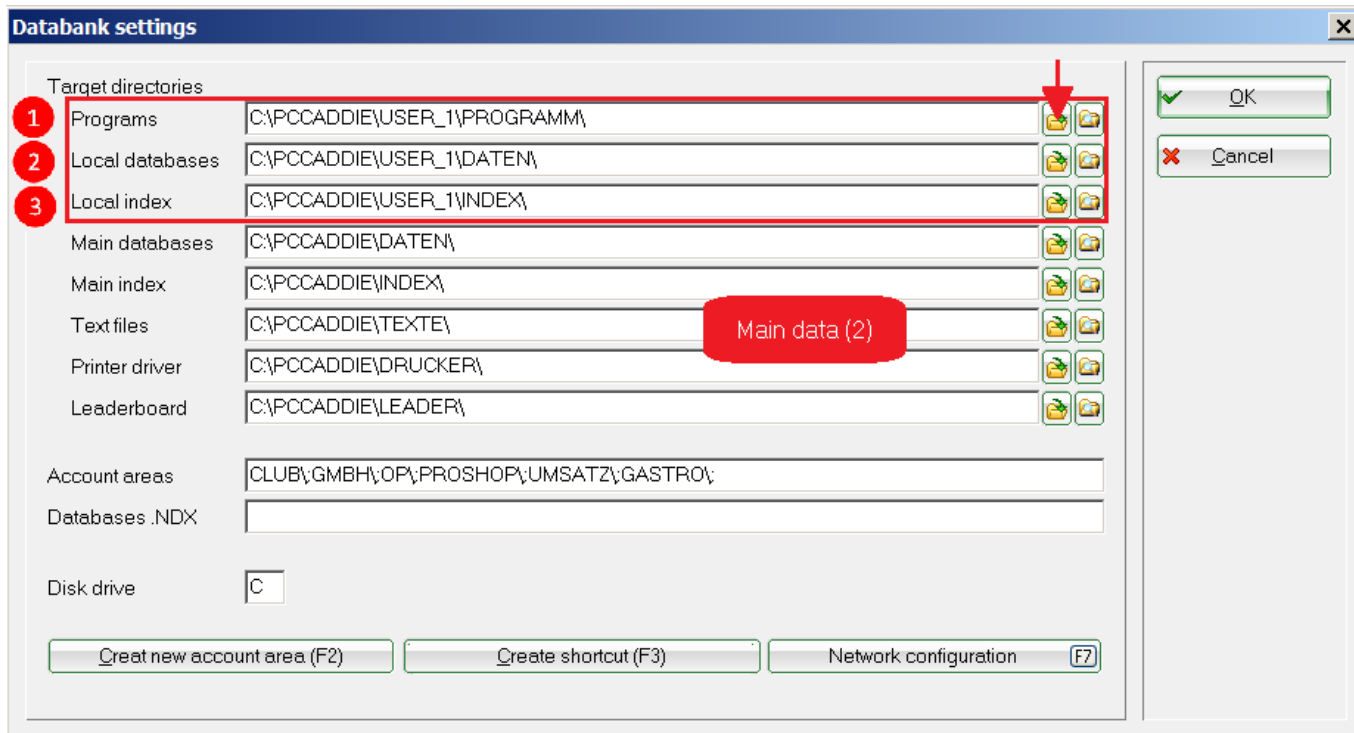 Databank settings
Target directories
1 Programs C:\PCCADDIE\USER_1\PROGRAMM\
2 Local databases C:\PCCADDIE\USER_1\DATEN\
3 Local index C:\PCCADDIE\USER_1\INDEX\
Main databases C:\PCCADDIE\DATEN\
Main index C:\PCCADDIE\INDEX\
Text files C:\PCCADDIE\TEXTE\
Main data (2)
Printer driver C:\PCCADDIE\DRUCKER\
Leaderboard C:\PCCADDIE\LEADER\
Account areas CLUB\;GMBH\;OP\;PROSHOP\;UMSATZ\;GASTRO\;
Databases .NDX
Disk drive C
Creat new account area (F2) Create shortcut (F3) Network configuration F7
OK
Cancel